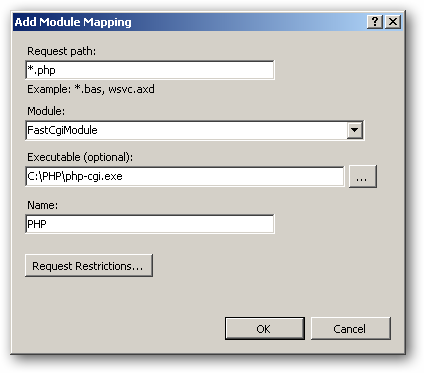 Add Module Mapping
Request path:
*.php
Example: *.bas, wsvc.axd
Module:
FastCgiModule
Executable (optional):
C:\PHP\php-cgi.exe
...
Name:
PHP
Request Restrictions...
OK Cancel